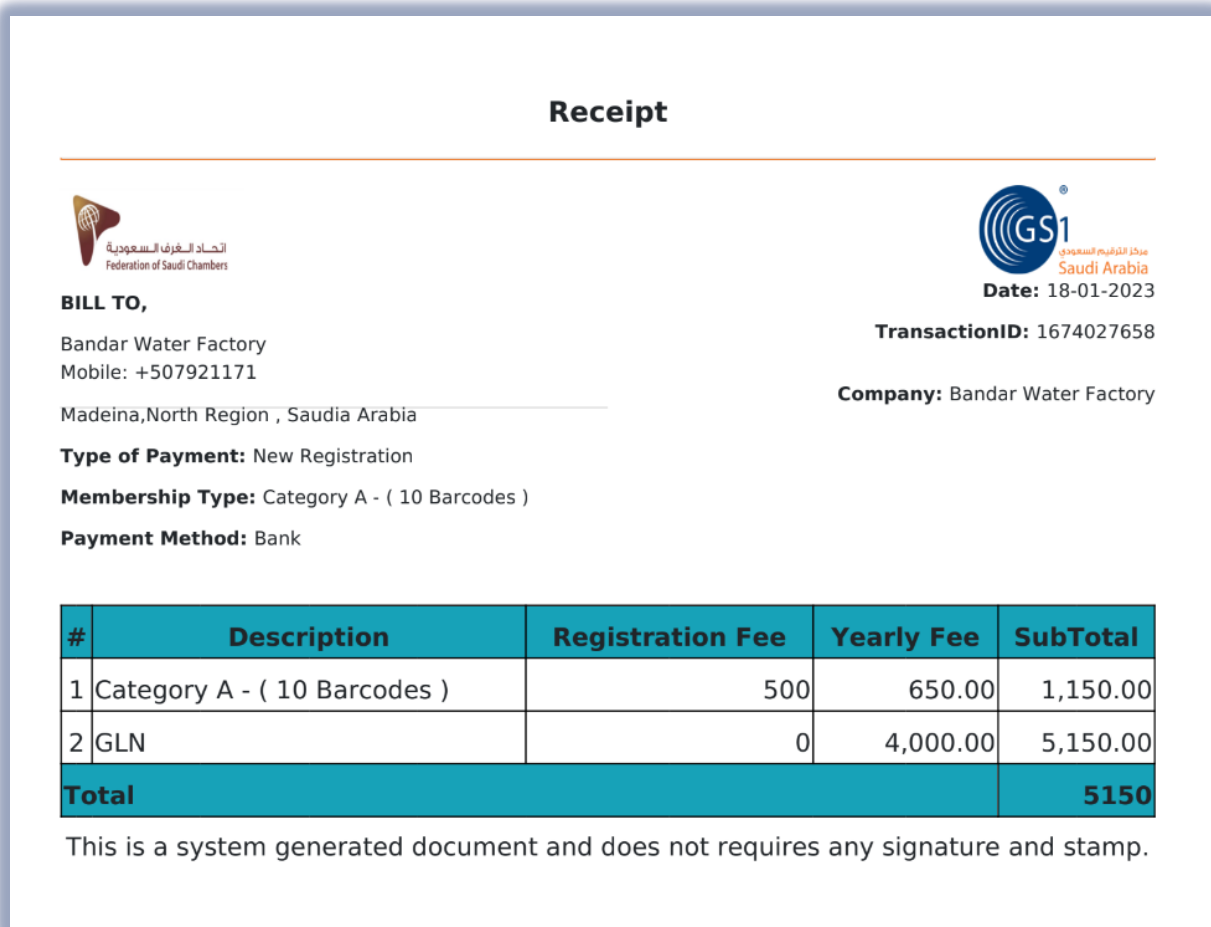 Receipt
اتحاد الغرف السعودية
Federation of Saudi Chambers
GS1
®
مركز الترقيم السعودي
Saudi Arabia
BILL TO,
Date: 18-01-2023
Bandar Water Factory
TransactionID: 1674027658
Mobile: +507921171
Company: Bandar Water Factory
Madeina,North Region , Saudia Arabia
Type of Payment: New Registration
Membership Type: Category A - ( 10 Barcodes )
Payment Method: Bank
# Description Registration Fee Yearly Fee SubTotal
1 Category A - ( 10 Barcodes ) 500 650.00 1,150.00
2 GLN 0 4,000.00 5,150.00
Total 5150
This is a system generated document and does not requires any signature and stamp.